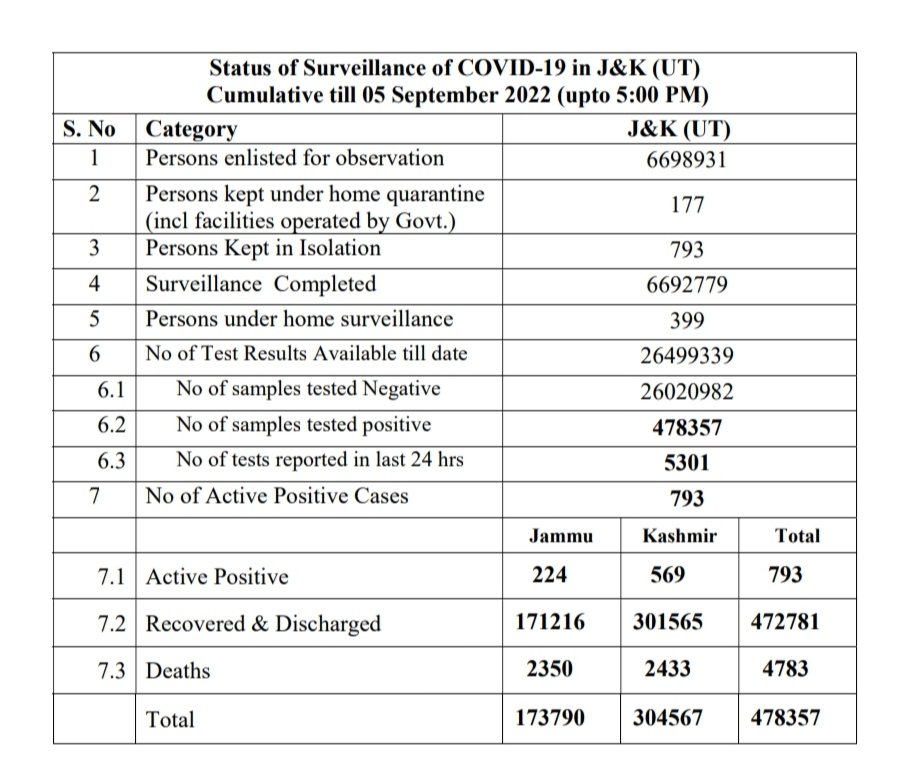 Status of Surveillance of COVID-19 in J&K (UT)
Cumulative till 05 September 2022 (upto 5:00 PM)
S. No Category J&K (UT)
1 Persons enlisted for observation 6698931
2 Persons kept under home quarantine 177
(incl facilities operated by Govt.)
3 Persons Kept in Isolation 793
4 Surveillance Completed 6692779
5 Persons under home surveillance 399
6 No of Test Results Available till date 26499339
6.1 No of samples tested Negative 26020982
6.2 No of samples tested positive 478357
6.3 No of tests reported in last 24 hrs 5301
7 No of Active Positive Cases 793
Jammu Kashmir Total
7.1 Active Positive 224 569 793
7.2 Recovered & Discharged 171216 301565 472781
7.3 Deaths 2350 2433 4783
Total 173790 304567 478357